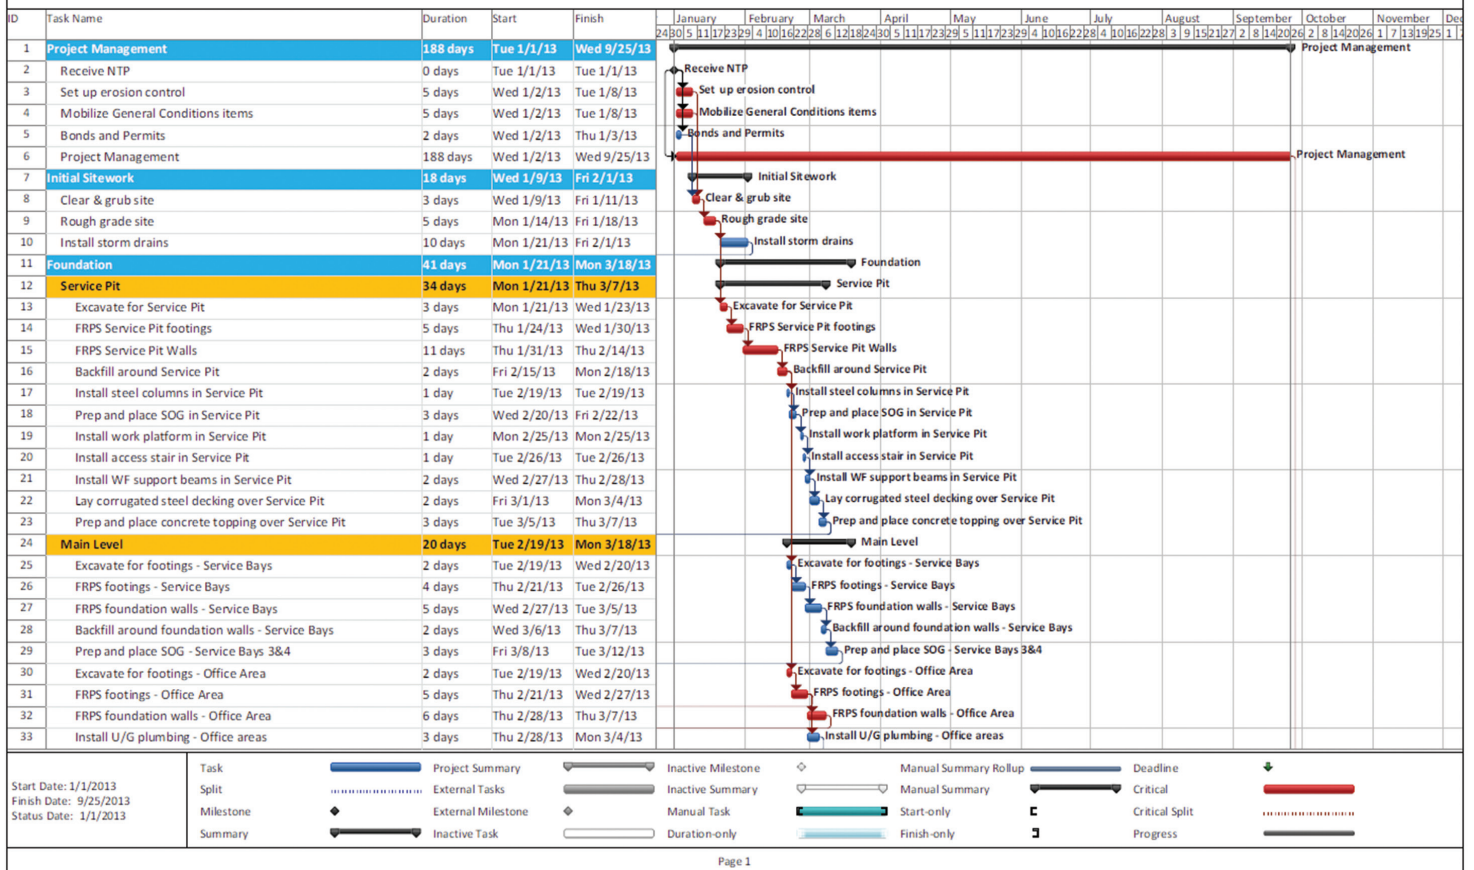 ID Task Name Duration Start Finish January February March April May June July August September October November Dec
24 30 5 11 17 23 29 4 10 16 22 28 6 12 18 24 30 5 11 17 23 29 5 11 17 23 29 4 10 16 22 28 4 10 16 22 28 3 9 15 21 27 2 8 14 20 26 2 8 14 20 26 1 7 13 19 25 1
1 Project Management 188 days Tue 1/1/13 Wed 9/25/13 Project Management
2 Receive NTP 0 days Tue 1/1/13 Tue 1/1/13 Receive NTP
3 Set up erosion control 5 days Wed 1/2/13 Tue 1/8/13 Set up erosion control
4 Mobilize General Conditions items 5 days Wed 1/2/13 Tue 1/8/13 Mobilize General Conditions items
5 Bonds and Permits 2 days Wed 1/2/13 Thu 1/3/13 Bonds and Permits
6 Project Management 188 days Wed 1/2/13 Wed 9/25/13 Project Management
7 Initial Sitework 18 days Wed 1/9/13 Fri 2/1/13 Initial Sitework
8 Clear & grub site 3 days Wed 1/9/13 Fri 1/11/13 Clear & grub site
9 Rough grade site 5 days Mon 1/14/13 Fri 1/18/13 Rough grade site
10 Install storm drains 10 days Mon 1/21/13 Fri 2/1/13 Install storm drains
11 Foundation 41 days Mon 1/21/13 Mon 3/18/13 Foundation
12 Service Pit 34 days Mon 1/21/13 Thu 3/7/13 Service Pit
13 Excavate for Service Pit 3 days Mon 1/21/13 Wed 1/23/13 Excavate for Service Pit
14 FRPS Service Pit footings 5 days Thu 1/24/13 Wed 1/30/13 FRPS Service Pit footings
15 FRPS Service Pit Walls 11 days Thu 1/31/13 Thu 2/14/13 FRPS Service Pit Walls
16 Backfill around Service Pit 2 days Fri 2/15/13 Mon 2/18/13 Backfill around Service Pit
17 Install steel columns in Service Pit 1 day Tue 2/19/13 Tue 2/19/13 Install steel columns in Service Pit
18 Prep and place SOG in Service Pit 3 days Wed 2/20/13 Fri 2/22/13 Prep and place SOG in Service Pit
19 Install work platform in Service Pit 1 day Mon 2/25/13 Mon 2/25/13 Install work platform in Service Pit
20 Install access stair in Service Pit 1 day Tue 2/26/13 Tue 2/26/13 Install access stair in Service Pit
21 Install WF support beams in Service Pit 2 days Wed 2/27/13 Thu 2/28/13 Install WF support beams in Service Pit
22 Lay corrugated steel decking over Service Pit 2 days Fri 3/1/13 Mon 3/4/13 Lay corrugated steel decking over Service Pit
23 Prep and place concrete topping over Service Pit 3 days Tue 3/5/13 Thu 3/7/13 Prep and place concrete topping over Service Pit
24 Main Level 20 days Tue 2/19/13 Mon 3/18/13 Main Level
25 Excavate for footings - Service Bays 2 days Tue 2/19/13 Wed 2/20/13 Excavate for footings - Service Bays
26 FRPS footings - Service Bays 4 days Thu 2/21/13 Tue 2/26/13 FRPS footings - Service Bays
27 FRPS foundation walls - Service Bays 5 days Wed 2/27/13 Tue 3/5/13 FRPS foundation walls - Service Bays
28 Backfill around foundation walls - Service Bays 2 days Wed 3/6/13 Thu 3/7/13 Backfill around foundation walls - Service Bays
29 Prep and place SOG - Service Bays 3&4 3 days Fri 3/8/13 Tue 3/12/13 Prep and place SOG - Service Bays 3&4
30 Excavate for footings - Office Area 2 days Tue 2/19/13 Wed 2/20/13 Excavate for footings - Office Area
31 FRPS footings - Office Area 5 days Thu 2/21/13 Wed 2/27/13 FRPS footings - Office Area
32 FRPS foundation walls - Office Area 6 days Thu 2/28/13 Thu 3/7/13 FRPS foundation walls - Office Area
33 Install U/G plumbing - Office areas 3 days Thu 2/28/13 Mon 3/4/13 Install U/G plumbing - Office areas
Start Date: 1/1/2013
Finish Date: 9/25/2013
Status Date: 1/1/2013
Task Project Summary Inactive Milestone Manual Summary Rollup Deadline
Split External Tasks Inactive Summary Manual Summary Critical
Milestone External Milestone Manual Task Start-only Critical Split
Summary Inactive Task Duration-only Finish-only Progress
Page 1